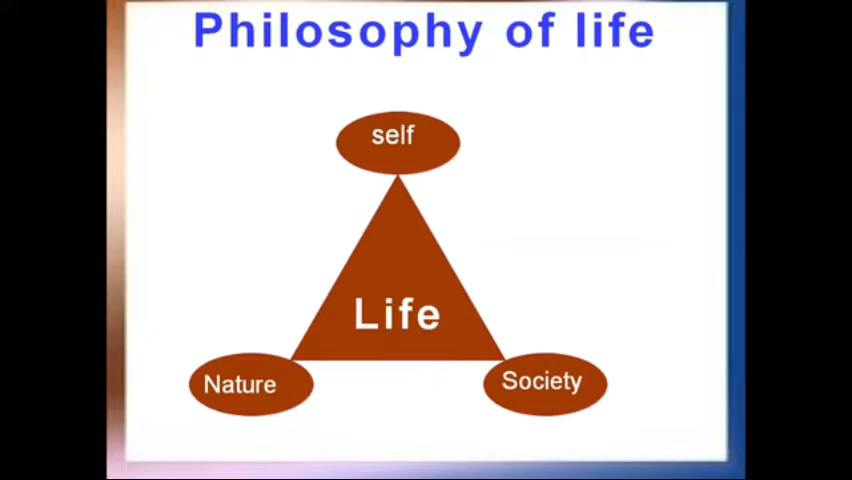 Philosophy of life
self
Life
Nature
Society